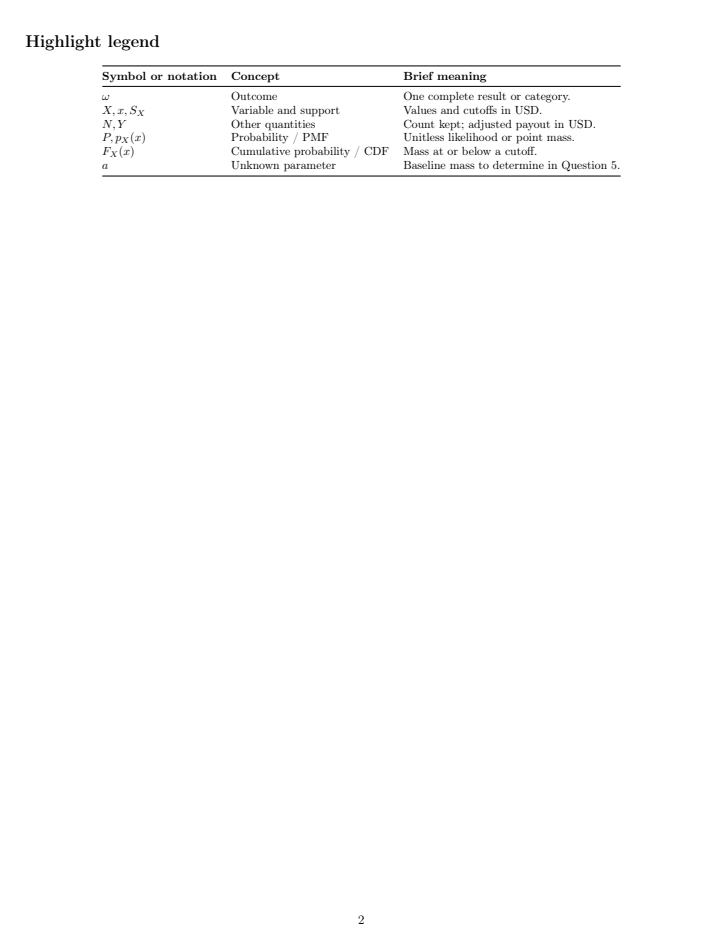 Highlight legend
Symbol or notation Concept Brief meaning
ω Outcome One complete result or category.
X, x, S_X Variable and support Values and cutoffs in USD.
N, Y Other quantities Count kept; adjusted payout in USD.
P, p_X(x) Probability / PMF Unitless likelihood or point mass.
F_X(x) Cumulative probability / CDF Mass at or below a cutoff.
a Unknown parameter Baseline mass to determine in Question 5.
2